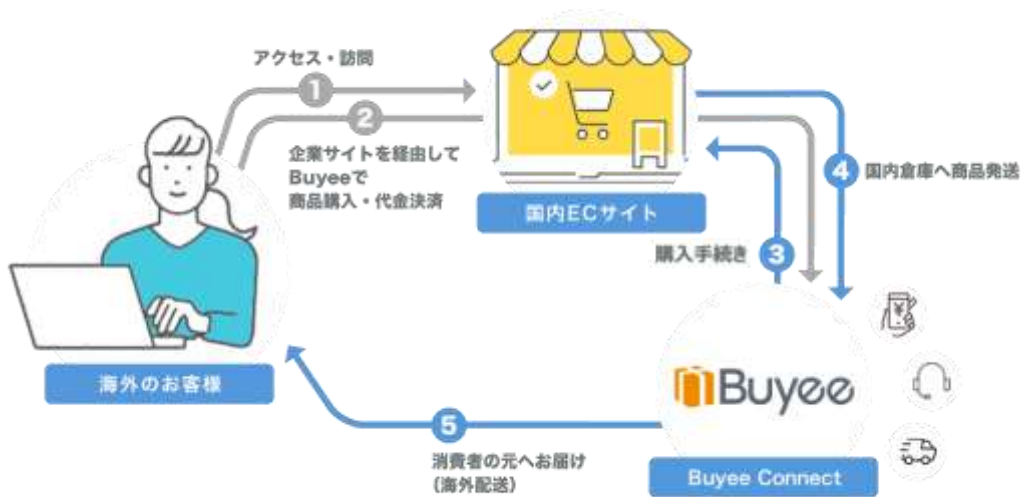 アクセス・訪問
1
2
企業サイトを経由して
Buyeeで
商品購入・代金決済
国内ECサイト
4 国内倉庫へ商品発送
購入手続き 3
¥
海外のお客様
Buyee
5
消費者の元へお届け
（海外配送）
Buyee Connect